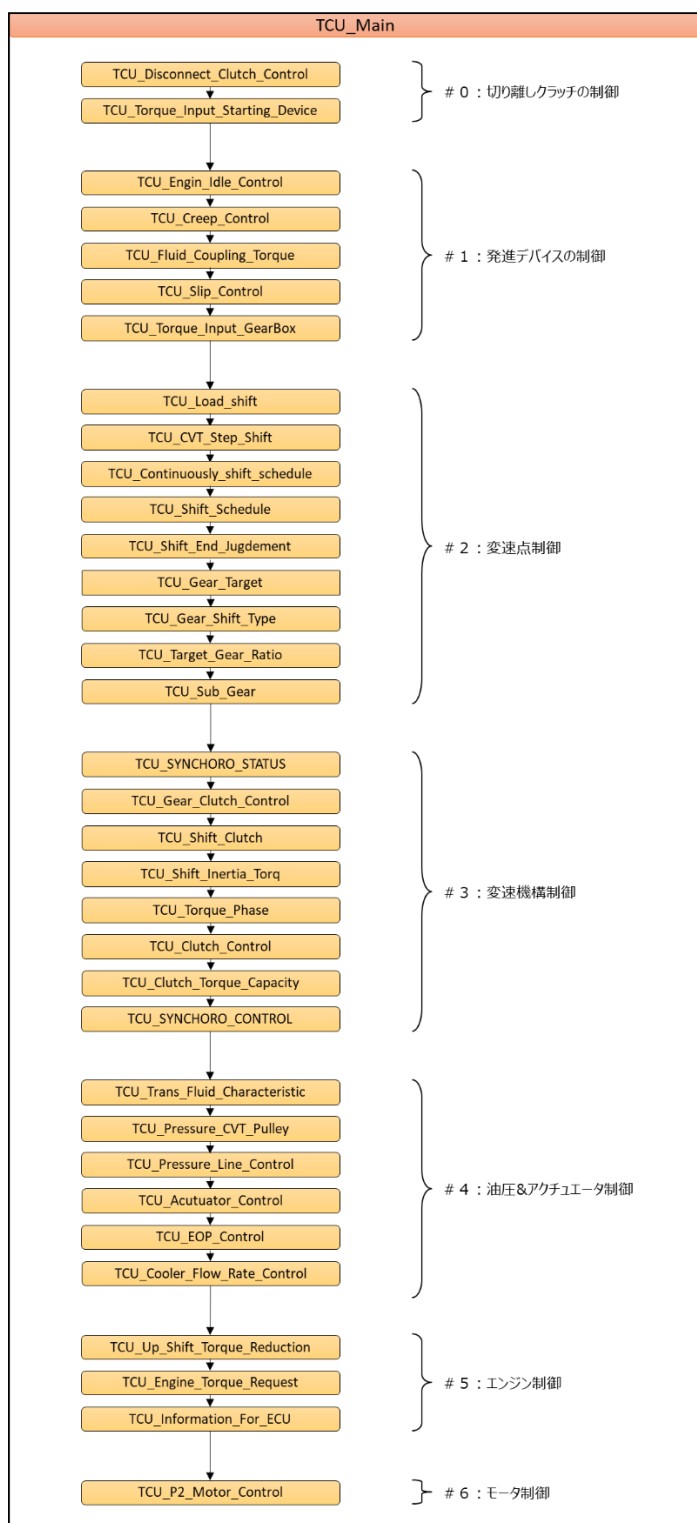 TCU_Main
TCU_Disconnect_Clutch_Control
TCU_Torque_Input_Starting_Device
# 0：切り離しクラッチの制御
TCU_Engin_Idle_Control
TCU_Creep_Control
TCU_Fluid_Coupling_Torque
TCU_Slip_Control
TCU_Torque_Input_GearBox
# 1：発進デバイスの制御
TCU_Load_shift
TCU_CVT_Step_Shift
TCU_Continuously_shift_schedule
TCU_Shift_Schedule
TCU_Shift_End_Jugdement
TCU_Gear_Target
TCU_Gear_Shift_Type
TCU_Target_Gear_Ratio
TCU_Sub_Gear
# 2：変速点制御
TCU_SYNCHORO_STATUS
TCU_Gear_Clutch_Control
TCU_Shift_Clutch
TCU_Shift_Inertia_Torq
TCU_Torque_Phase
TCU_Clutch_Control
TCU_Clutch_Torque_Capacity
TCU_SYNCHORO_CONTROL
# 3：変速機構制御
TCU_Trans_Fluid_Characteristic
TCU_Pressure_CVT_Pulley
TCU_Pressure_Line_Control
TCU_Acutuator_Control
TCU_EOP_Control
TCU_Cooler_Flow_Rate_Control
# 4：油圧&アクチュエータ制御
TCU_Up_Shift_Torque_Reduction
TCU_Engine_Torque_Request
TCU_Information_For_ECU
# 5：エンジン制御
TCU_P2_Motor_Control
# 6：モータ制御